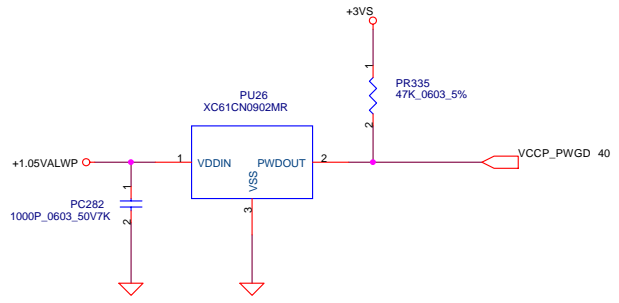 +3VS
1
PR335
47K_0603_5%
2
PU26
XC61CN0902MR
+1.05VALWP
1
VDDIN
PWDOUT
2
VCCP_PWGD 40
VSS
1
PC282
1000P_0603_50V7K
2
3